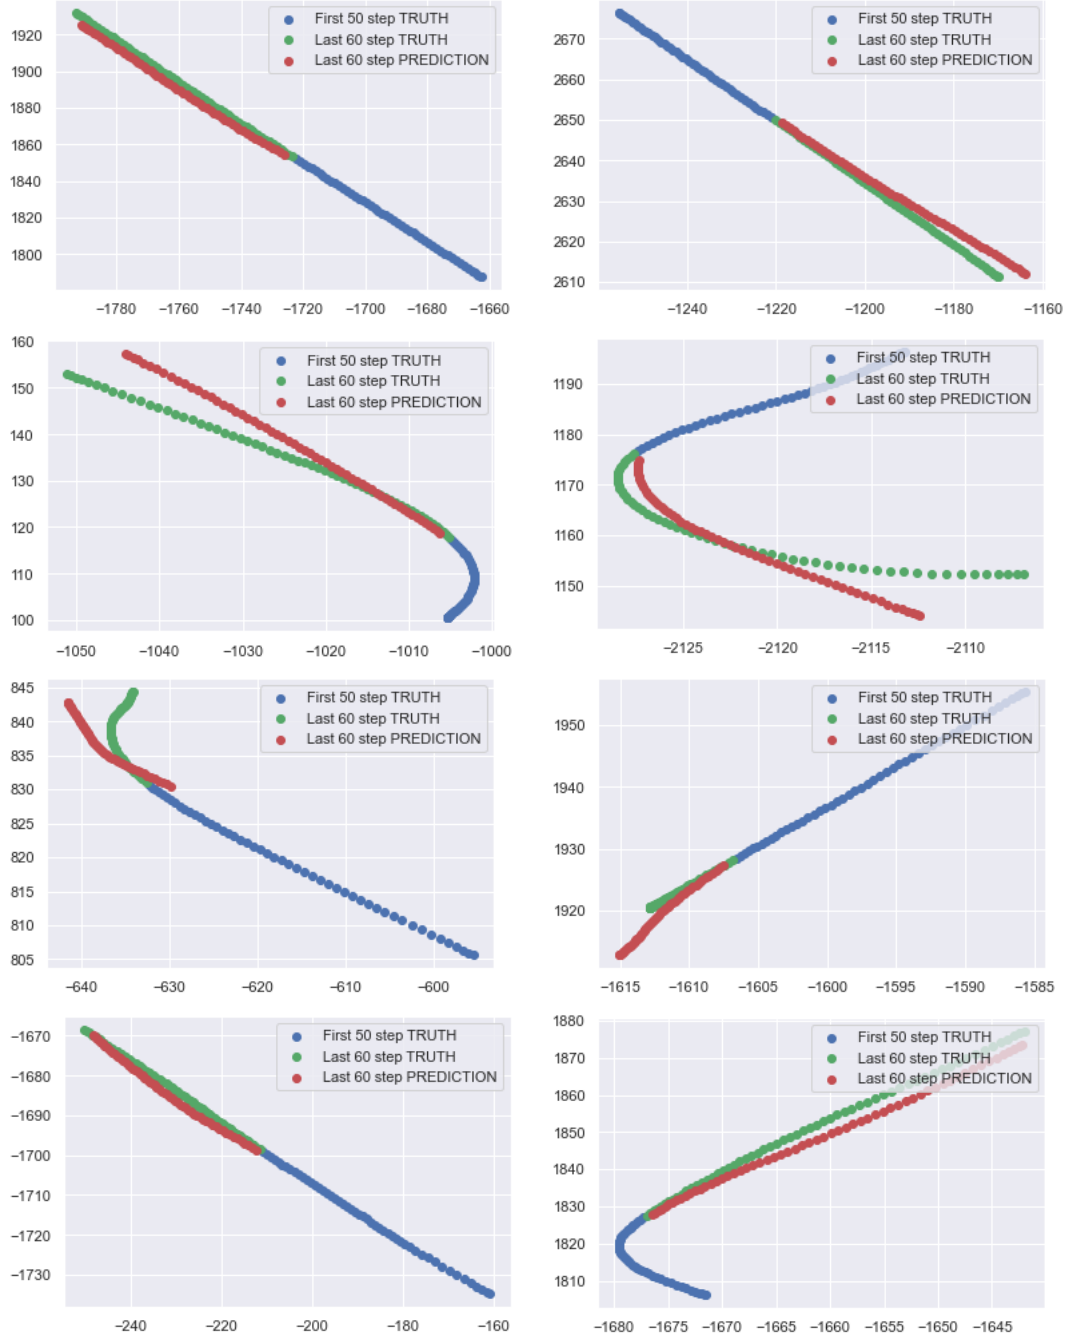 First 50 step TRUTH
Last 60 step TRUTH
Last 60 step PREDICTION
1920
1900
1880
1860
1840
1820
1800
−1780 −1760 −1740 −1720 −1700 −1680 −1660
First 50 step TRUTH
Last 60 step TRUTH
Last 60 step PREDICTION
2670
2660
2650
2640
2630
2620
2610
−1240 −1220 −1200 −1180 −1160
First 50 step TRUTH
Last 60 step TRUTH
Last 60 step PREDICTION
160
150
140
130
120
110
100
−1050 −1040 −1030 −1020 −1010 −1000
First 50 step TRUTH
Last 60 step TRUTH
Last 60 step PREDICTION
1190
1180
1170
1160
1150
−2125 −2120 −2115 −2110
First 50 step TRUTH
Last 60 step TRUTH
Last 60 step PREDICTION
845
840
835
830
825
820
815
810
805
−640 −630 −620 −610 −600
First 50 step TRUTH
Last 60 step TRUTH
Last 60 step PREDICTION
1950
1940
1930
1920
−1615 −1610 −1605 −1600 −1595 −1590 −1585
First 50 step TRUTH
Last 60 step TRUTH
Last 60 step PREDICTION
−1670
−1680
−1690
−1700
−1710
−1720
−1730
−240 −220 −200 −180 −160
First 50 step TRUTH
Last 60 step TRUTH
Last 60 step PREDICTION
1880
1870
1860
1850
1840
1830
1820
1810
−1680 −1675 −1670 −1665 −1660 −1655 −1650 −1645